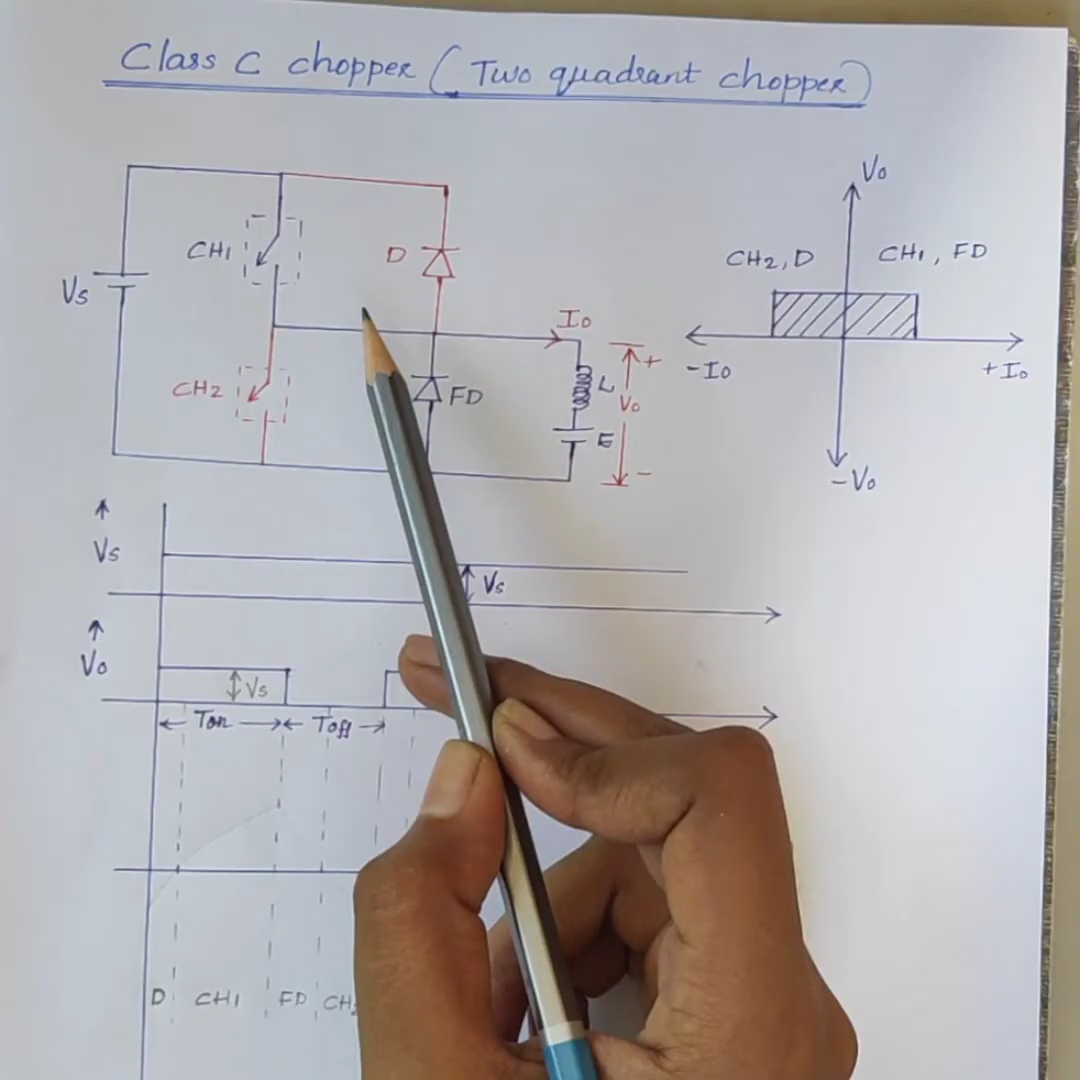 Class C chopper (Two quadrant chopper)
Vs
CH1
D
CH2
FD
Io
+
L
Vo
E
-
Vo
CH2, D
CH1, FD
-Io
+Io
-Vo
Vs
Vs
Vo
Vs
Ton
Toff
D
CH1
FD